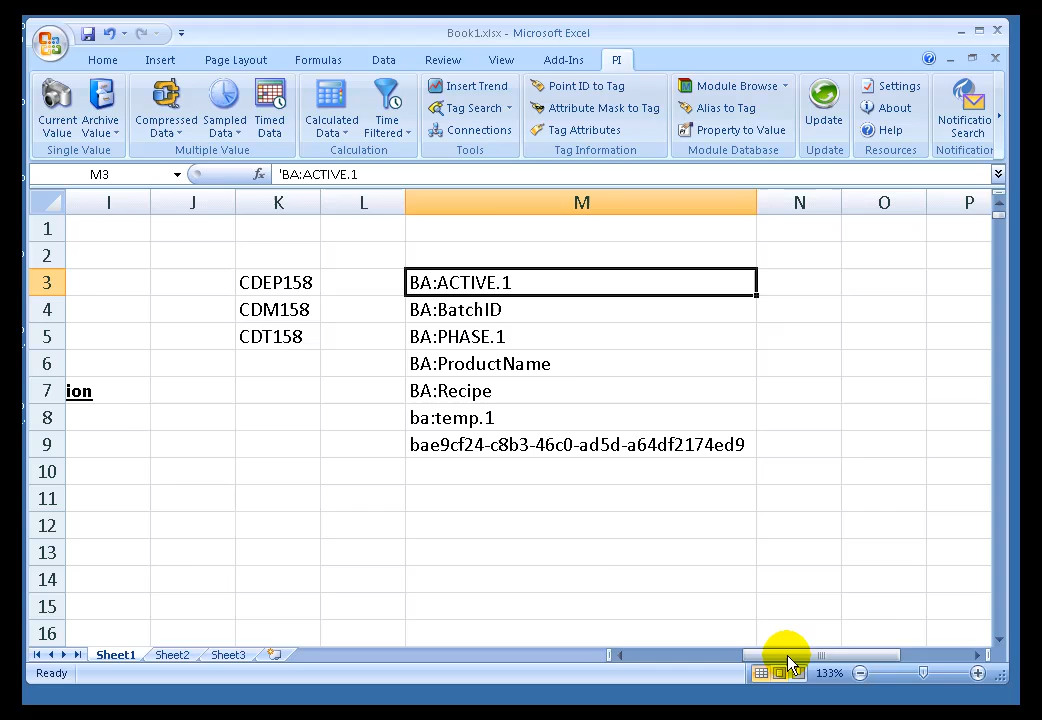 Book1.xlsx - Microsoft Excel
Home Insert Page Layout Formulas Data Review View Add-Ins PI
Current Value
Archive Value
Compressed Data
Sampled Data
Timed Data
Calculated Data
Time Filtered
Insert Trend
Tag Search
Connections
Point ID to Tag
Attribute Mask to Tag
Tag Attributes
Module Browse
Alias to Tag
Property to Value
Update
Settings
About
Help
Notificatio Search
Single Value Multiple Value Calculation Tools Tag Information Module Database Update Resources Notification
M3 fx 'BA:ACTIVE.1
I J K L M N O P
1
2
3 CDEP158 BA:ACTIVE.1
4 CDM158 BA:BatchID
5 CDT158 BA:PHASE.1
6 BA:ProductName
7 ion BA:Recipe
8 ba:temp.1
9 bae9cf24-c8b3-46c0-ad5d-a64df2174ed9
10
11
12
13
14
15
16
Sheet1 Sheet2 Sheet3
Ready 133%